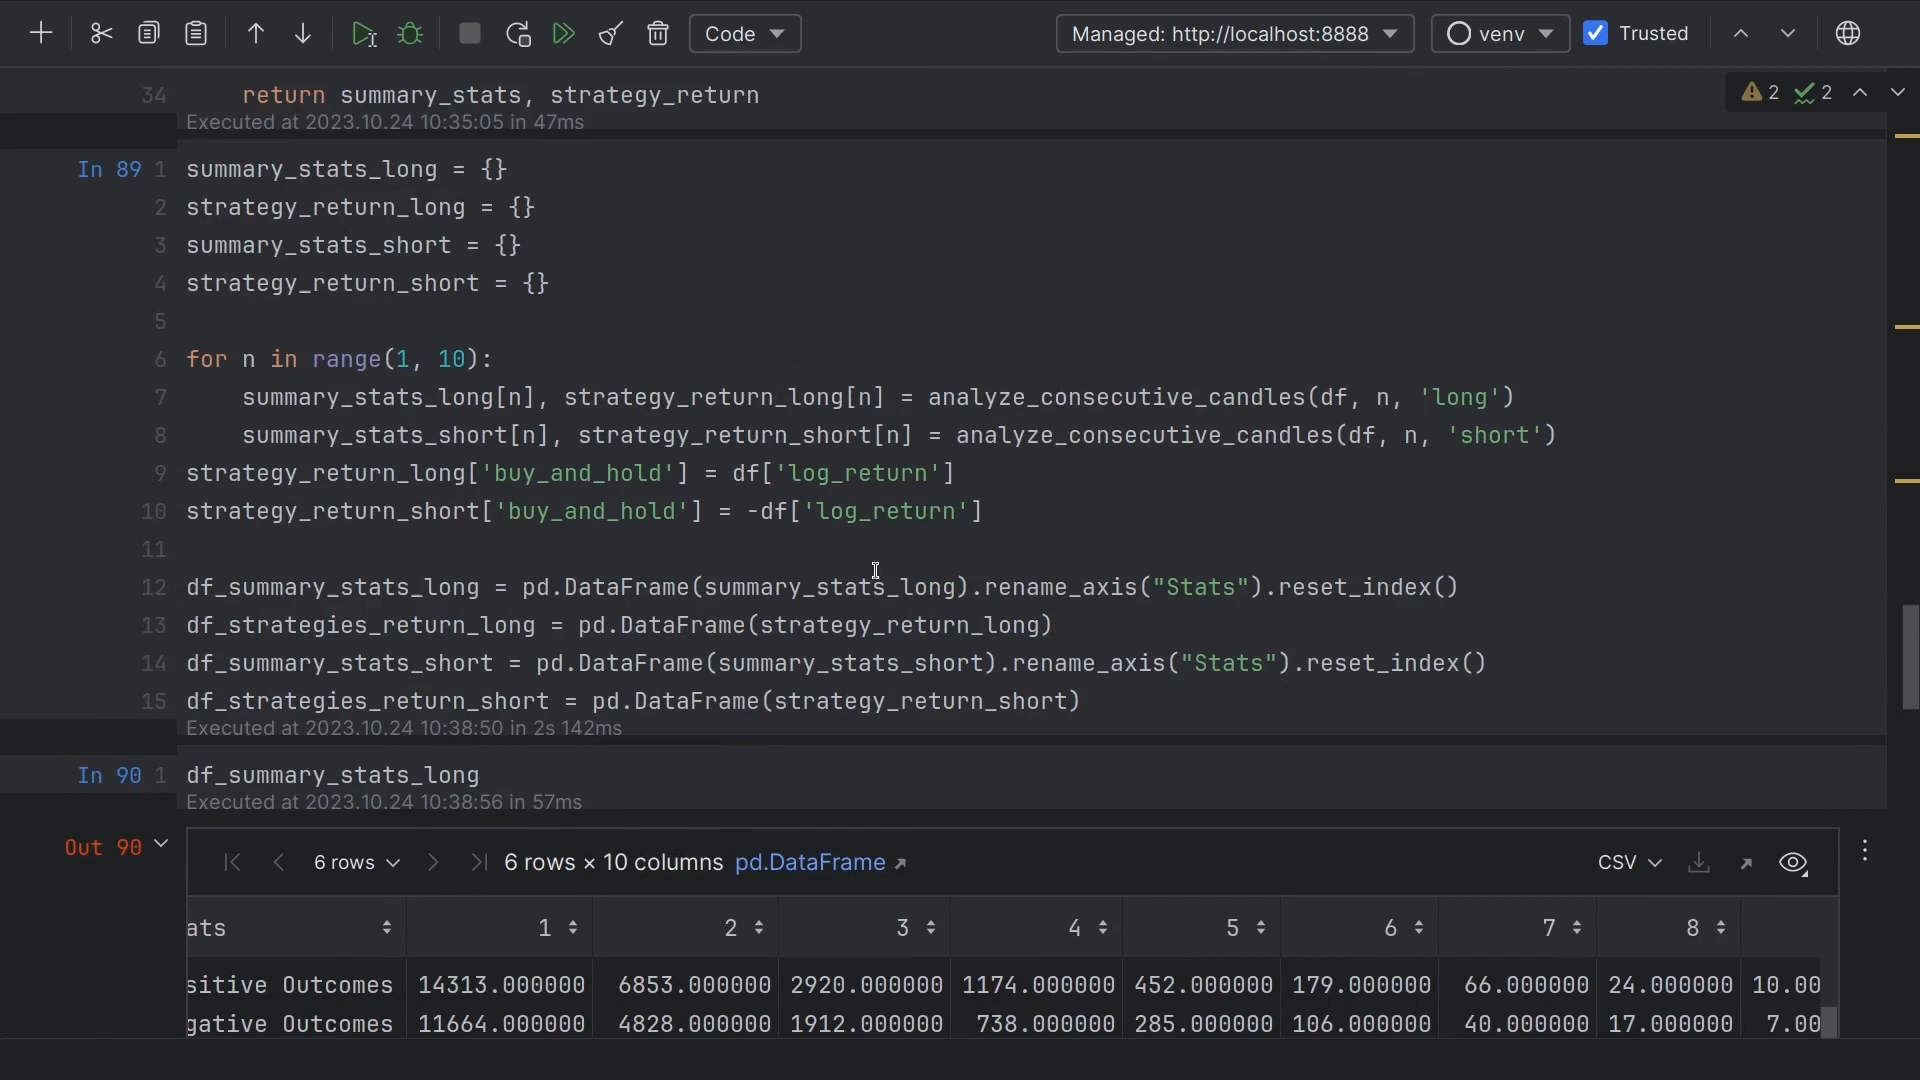 Code
Managed: http://localhost:8888
venv
Trusted
34 return summary_stats, strategy_return
2 2
Executed at 2023.10.24 10:35:05 in 47ms
In 89 1 summary_stats_long = {}
2 strategy_return_long = {}
3 summary_stats_short = {}
4 strategy_return_short = {}
5
6 for n in range(1, 10):
7 summary_stats_long[n], strategy_return_long[n] = analyze_consecutive_candles(df, n, 'long')
8 summary_stats_short[n], strategy_return_short[n] = analyze_consecutive_candles(df, n, 'short')
9 strategy_return_long['buy_and_hold'] = df['log_return']
10 strategy_return_short['buy_and_hold'] = -df['log_return']
11
12 df_summary_stats_long = pd.DataFrame(summary_stats_long).rename_axis("Stats").reset_index()
13 df_strategies_return_long = pd.DataFrame(strategy_return_long)
14 df_summary_stats_short = pd.DataFrame(summary_stats_short).rename_axis("Stats").reset_index()
15 df_strategies_return_short = pd.DataFrame(strategy_return_short)
Executed at 2023.10.24 10:38:50 in 2s 142ms
In 90 1 df_summary_stats_long
Executed at 2023.10.24 10:38:56 in 57ms
Out 90
6 rows 6 rows × 10 columns pd.DataFrame CSV
ats 1 2 3 4 5 6 7 8
sitive Outcomes 14313.000000 6853.000000 2920.000000 1174.000000 452.000000 179.000000 66.000000 24.000000 10.00
gative Outcomes 11664.000000 4828.000000 1912.000000 738.000000 285.000000 106.000000 40.000000 17.000000 7.00